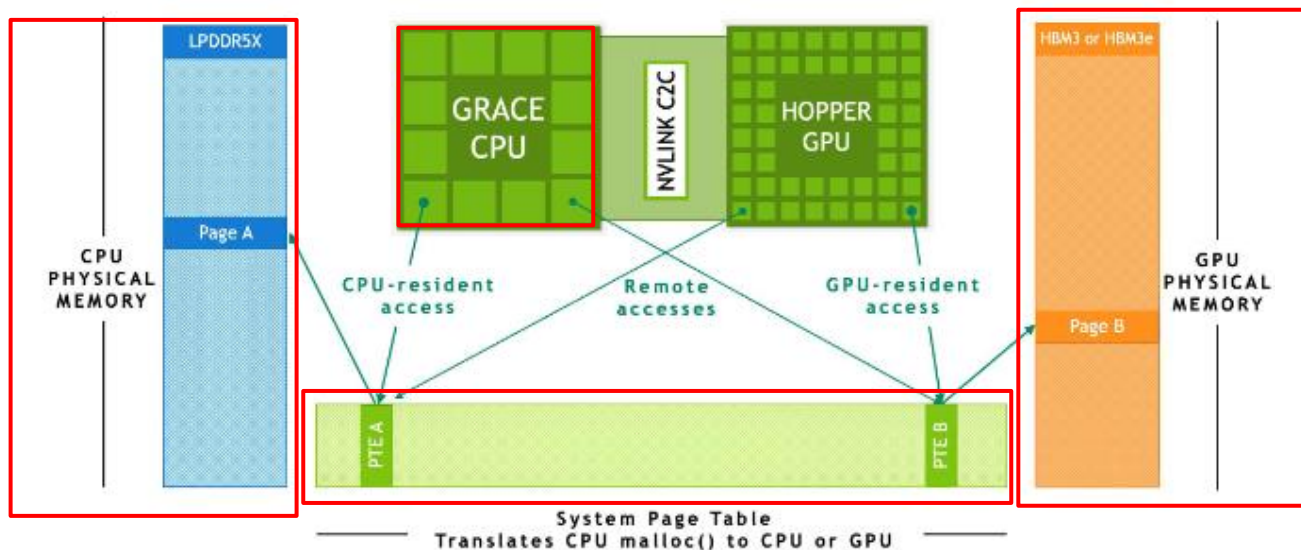 LPDDR5X
Page A
CPU
PHYSICAL
MEMORY
GRACE
CPU
NVLINK C2C
HOPPER
GPU
HBM3 or HBM3e
Page B
GPU
PHYSICAL
MEMORY
CPU-resident
access
Remote
accesses
GPU-resident
access
PTE A
PTE B
System Page Table
Translates CPU malloc() to CPU or GPU